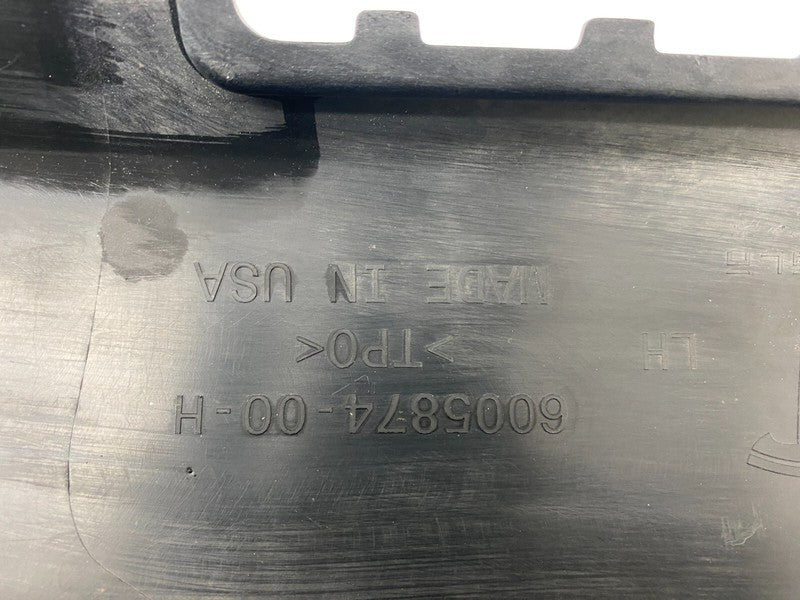 6005874-00-H
>TPO<
LH
MADE IN USA